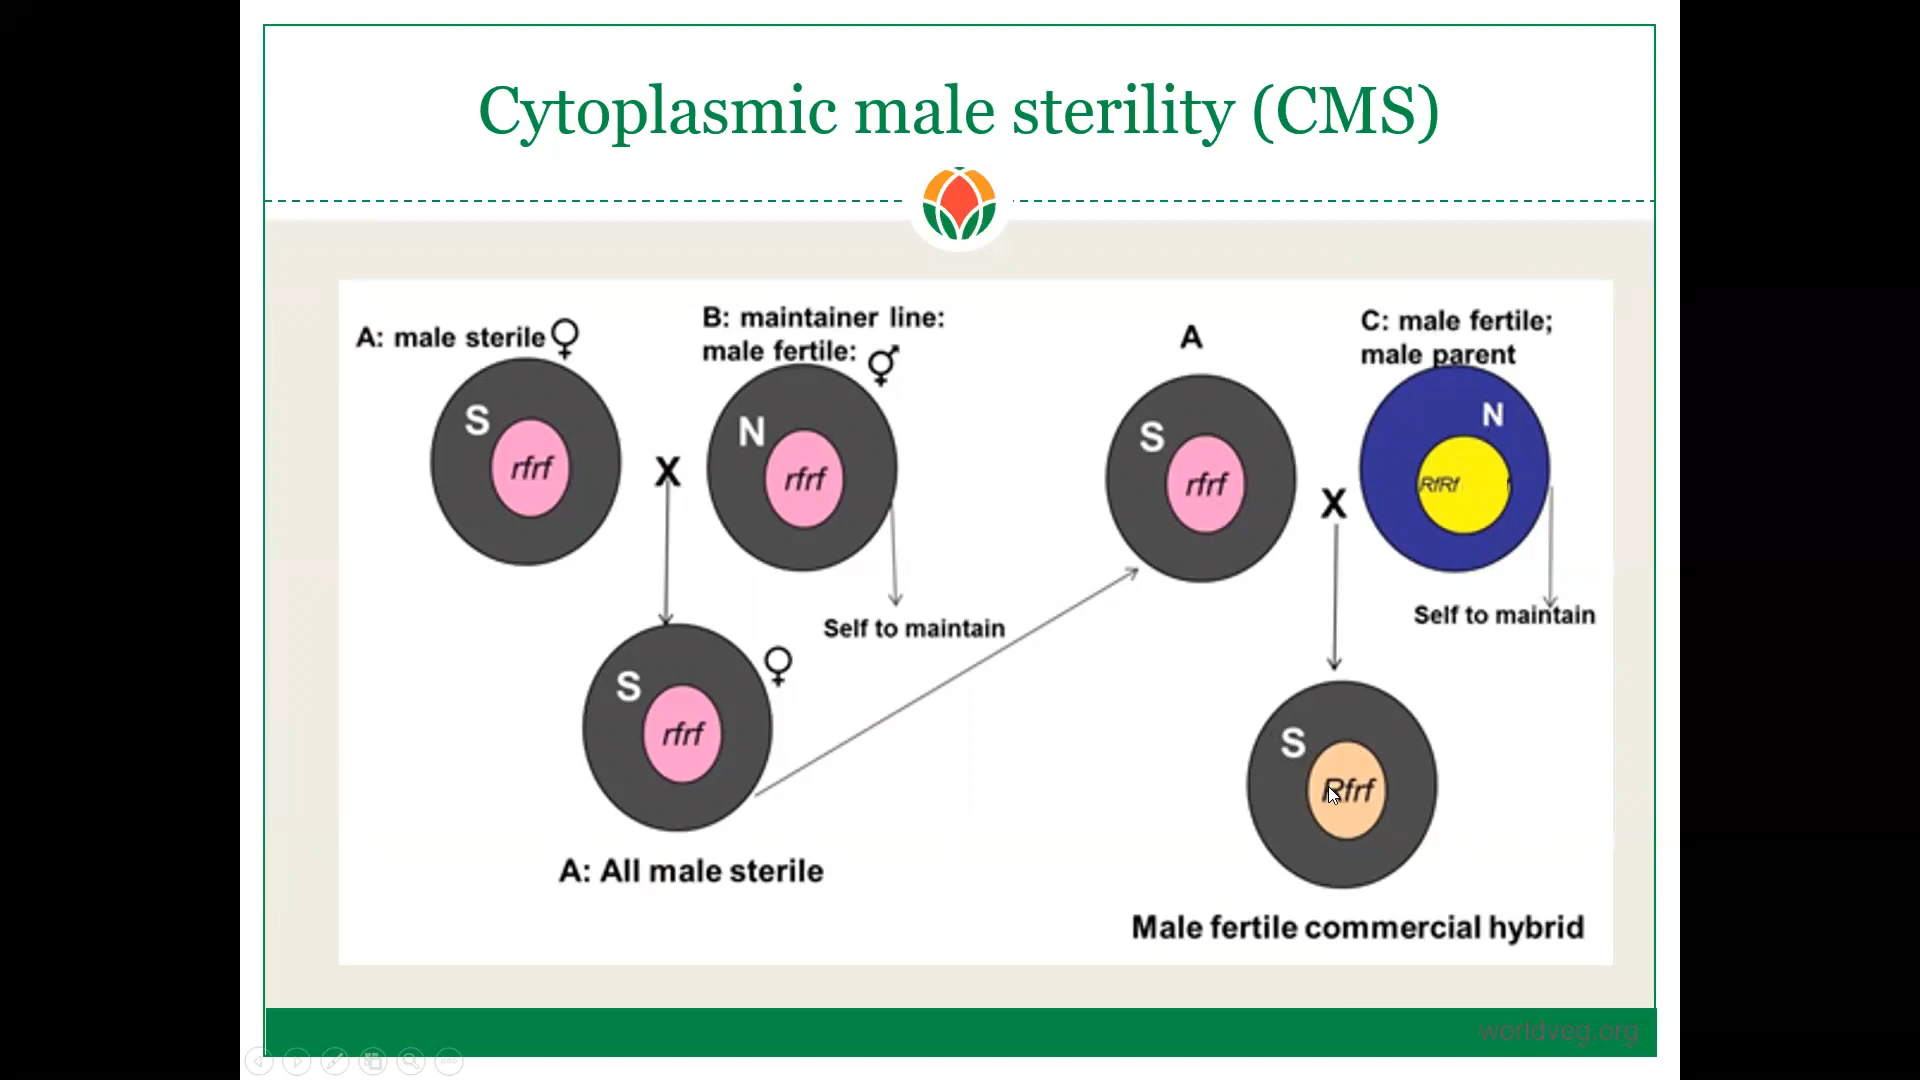 Cytoplasmic male sterility (CMS)
A: male sterile
B: maintainer line:
male fertile:
A
C: male fertile;
male parent
S
rfrf
X
N
rfrf
S
rfrf
X
N
RfRf
Self to maintain
Self to maintain
S
rfrf
S
Rfrf
A: All male sterile
Male fertile commercial hybrid
worldveg.org